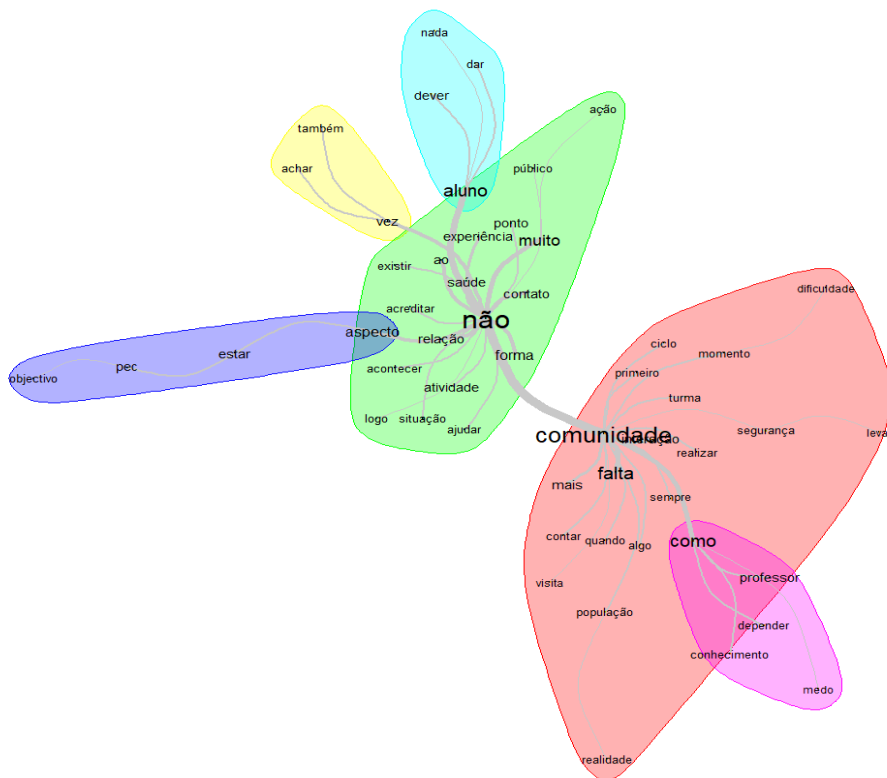 nada
dar
dever
ação
também
achar
público
aluno
vez
ponto
experiência
muito
ao
existir
saúde
contato
acreditar
não
aspecto
relação
estar
forma
pec
acontecer
objectivo
atividade
logo
situação
ajudar
dificuldade
ciclo
momento
primeiro
turma
segurança
leva
comunidade
interação
realizar
falta
mais
sempre
contar
quando
algo
como
visita
professor
população
depender
conhecimento
medo
realidade